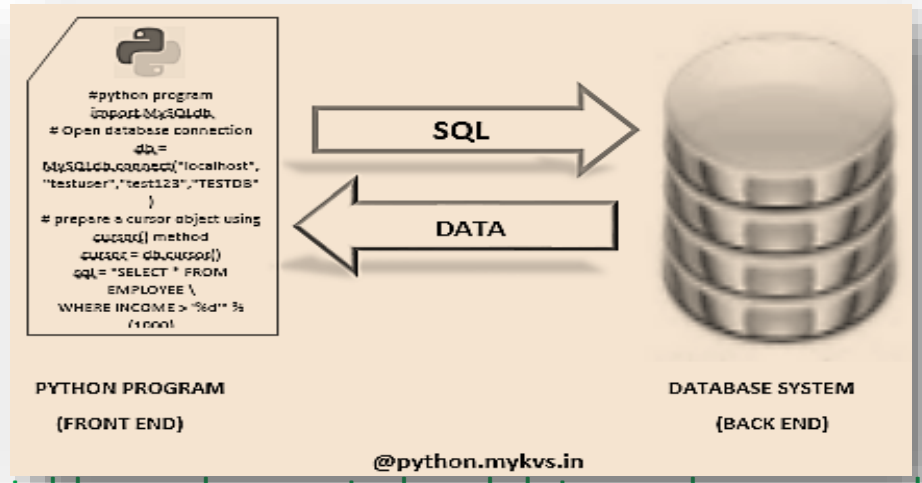 #python program
import MySQLdb
# Open database connection
db =
MySQLdb.connect("localhost",
"testuser","test123","TESTDB"
)
# prepare a cursor object using
cursor() method
cursor = db.cursor()
sql = "SELECT * FROM
EMPLOYEE \
WHERE INCOME > '%d'" %
(1000)
SQL
DATA
PYTHON PROGRAM
(FRONT END)
DATABASE SYSTEM
(BACK END)
@python.mykvs.in